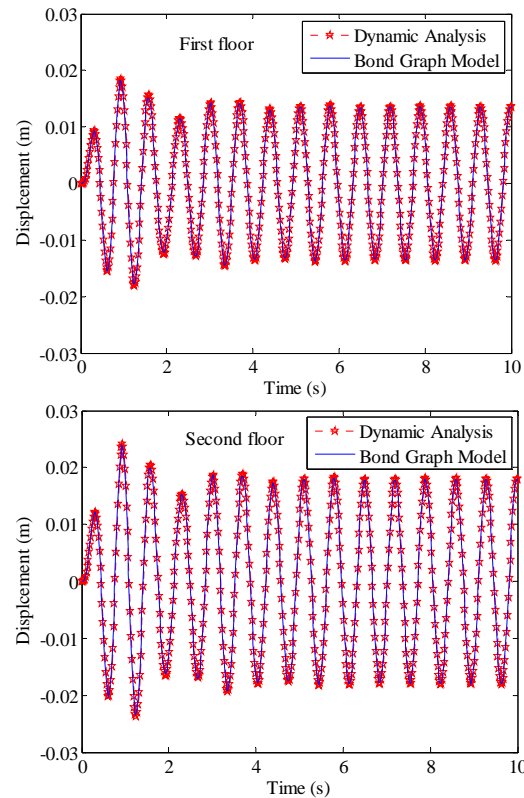 First floor
Dynamic Analysis
Bond Graph Model
0.03
0.02
0.01
0
-0.01
-0.02
-0.03
Displcement (m)
0 2 4 6 8 10
Time (s)
Second floor
Dynamic Analysis
Bond Graph Model
0.03
0.02
0.01
0
-0.01
-0.02
-0.03
Displcement (m)
0 2 4 6 8 10
Time (s)